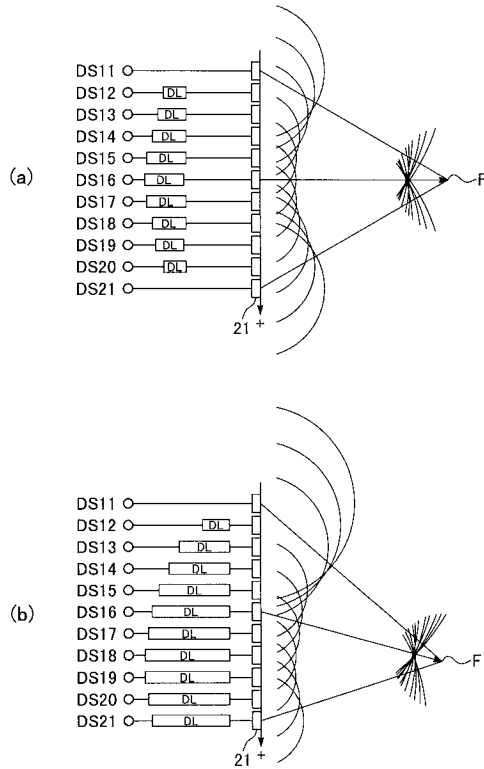 (a)
DS11
DS12 DL
DS13 DL
DS14 DL
DS15 DL
DS16 DL
DS17 DL
DS18 DL
DS19 DL
DS20 DL
DS21
F
21 +
(b)
DS11
DS12 DL
DS13 DL
DS14 DL
DS15 DL
DS16 DL
DS17 DL
DS18 DL
DS19 DL
DS20 DL
DS21 DL
F
21 +